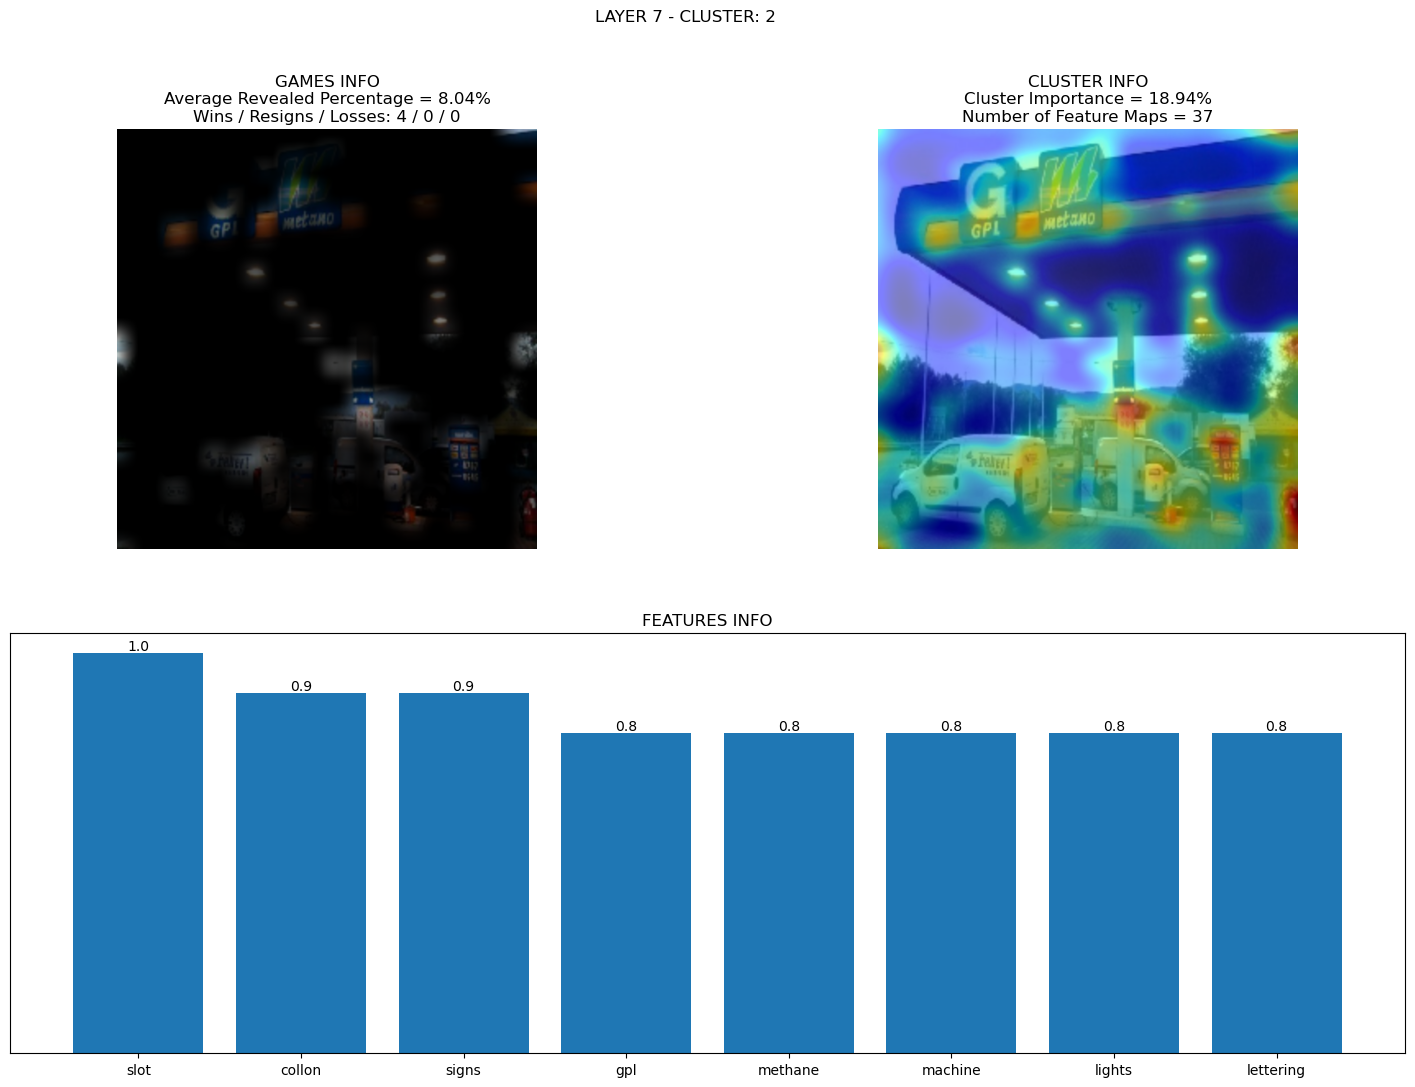 LAYER 7 - CLUSTER: 2
GAMES INFO
Average Revealed Percentage = 8.04%
Wins / Resigns / Losses: 4 / 0 / 0
CLUSTER INFO
Cluster Importance = 18.94%
Number of Feature Maps = 37
G
GPL
metano
G
GPL
m
metano
FEATURES INFO
1.0
0.9
0.9
0.8
0.8
0.8
0.8
0.8
slot
collon
signs
gpl
methane
machine
lights
lettering